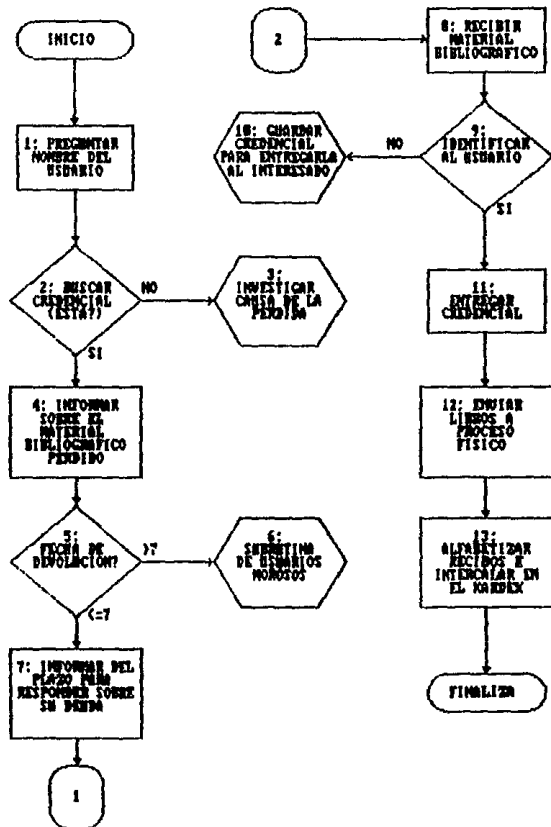 INICIO
1: PREGUNTAR
NOMBRE DEL
USUARIO
2: BUSCAR
CREDENCIAL
(ESTA?)
NO
SI
3:
INVESTIGAR
CAUSA DE LA
PERDIDA
4: INFORMAR
SOBRE EL
MATERIAL
BIBLIOGRAFICO
PERDIDO
5:
FECHA DE
DEVOLUCION?
>7
<=7
6:
SUBRUTINA
DE USUARIOS
MOROSOS
7: INFORMAR DEL
PLAZO PARA
RESPONDER SOBRE
SU DEUDA
1
2
8: RECIBIR
MATERIAL
BIBLIOGRAFICO
9:
IDENTIFICAR
AL USUARIO
NO
SI
10: GUARDAR
CREDENCIAL
PARA ENTREGARLA
AL INTERESADO
11:
ENTREGAR
CREDENCIAL
12: ENVIAR
LIBROS A
PROCESO
FISICO
13:
ALFABETIZAR
RECIBOS E
INTERCALAR EN
EL KARDEX
FINALIZA